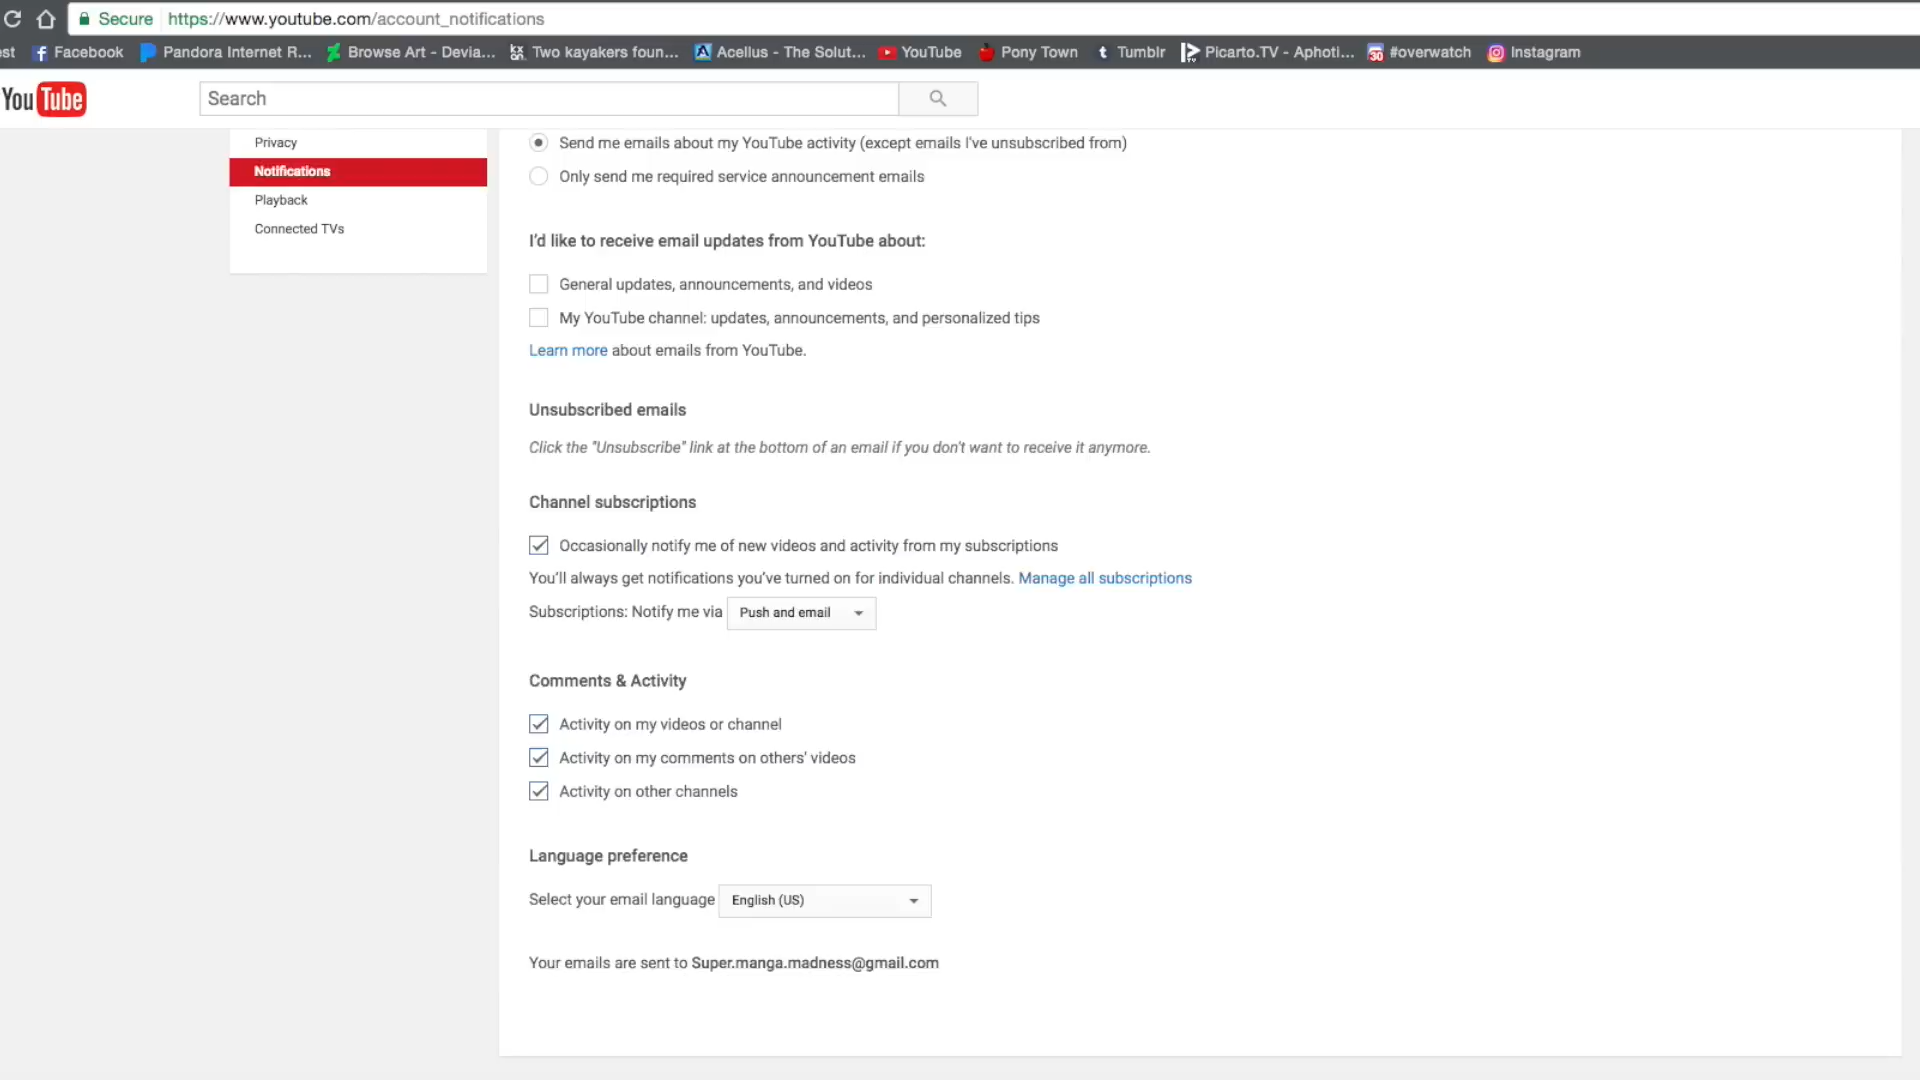 Secure https://www.youtube.com/account_notifications
est Facebook Pandora Internet R... Browse Art - Devia... Two kayakers foun... Acellus - The Solut... YouTube Pony Town Tumblr Picarto.TV - Aphoti... #overwatch Instagram
YouTube Search
Privacy
Notifications
Playback
Connected TVs
Send me emails about my YouTube activity (except emails I've unsubscribed from)
Only send me required service announcement emails
I'd like to receive email updates from YouTube about:
General updates, announcements, and videos
My YouTube channel: updates, announcements, and personalized tips
Learn more about emails from YouTube.
Unsubscribed emails
Click the "Unsubscribe" link at the bottom of an email if you don't want to receive it anymore.
Channel subscriptions
Occasionally notify me of new videos and activity from my subscriptions
You'll always get notifications you've turned on for individual channels. Manage all subscriptions
Subscriptions: Notify me via Push and email
Comments & Activity
Activity on my videos or channel
Activity on my comments on others' videos
Activity on other channels
Language preference
Select your email language English (US)
Your emails are sent to Super.manga.madness@gmail.com